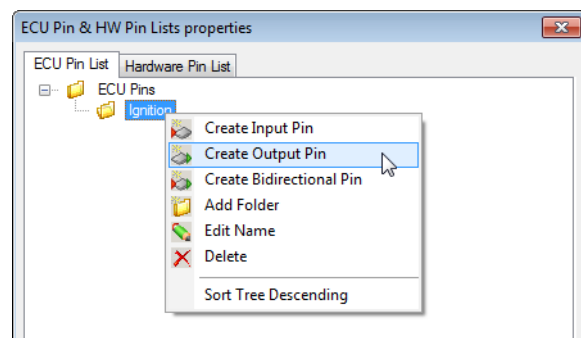 ECU Pin & HW Pin Lists properties
ECU Pin List Hardware Pin List
ECU Pins
Ignition
Create Input Pin
Create Output Pin
Create Bidirectional Pin
Add Folder
Edit Name
Delete
Sort Tree Descending